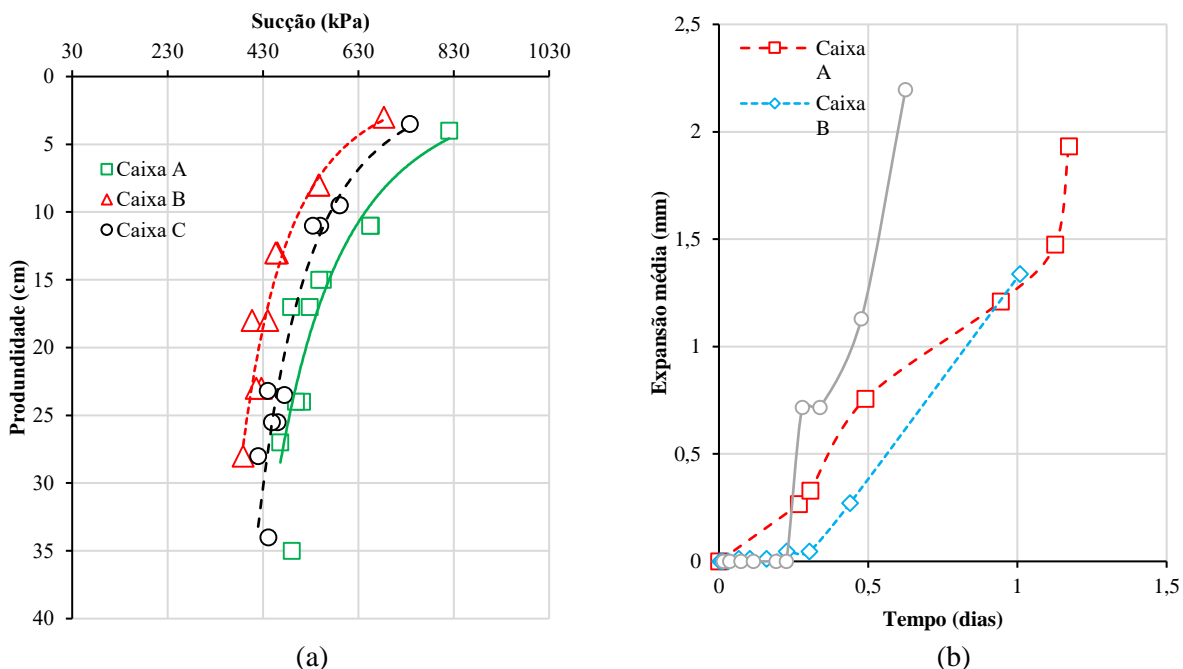 Sucção (kPa)
30 230 430 630 830 1030
0
5
10
15
20
25
30
35
40
Produndidade (cm)
Caixa A
Caixa B
Caixa C
(a)
2,5
2
1,5
1
0,5
0
Expansão média (mm)
Caixa
A
Caixa
B
0 0,5 1 1,5
Tempo (dias)
(b)